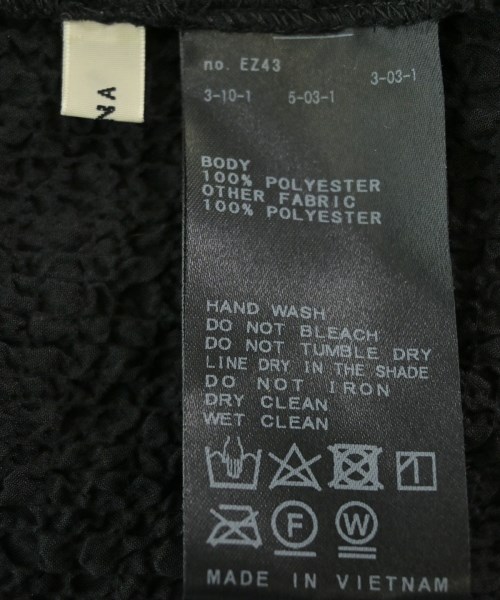 NA
no. EZ43
3-03-1
3-10-1 5-03-1
BODY
100% POLYESTER
OTHER FABRIC
100% POLYESTER
HAND WASH
DO NOT BLEACH
DO NOT TUMBLE DRY
LINE DRY IN THE SHADE
DO NOT IRON
DRY CLEAN
WET CLEAN
F W
MADE IN VIETNAM